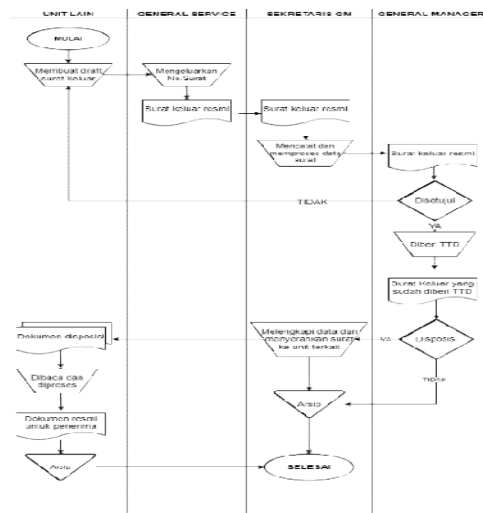 UNIT LAIN
GENERAL SERVICE
SEKRETARIS GM
GENERAL MANAGER
MULAI
Membuat draft
surat keluar
Mengeluarkan
No.Surat
Surat keluar resmi
Surat keluar resmi
Mencatat dan
memproses data
surat
Surat keluar resmi
Disetujui
TIDAK
YA
Diberi TTD
Surat Keluar yang
sudah diberi TTD
Disposisi
YA
TIDAK
Melengkapi data dan
menyerahkan surat
ke unit terkait
Dokumen disposisi
Dibaca dan
diproses
Dokumen resmi
untuk penerima
Arsip
Arsip
SELESAI